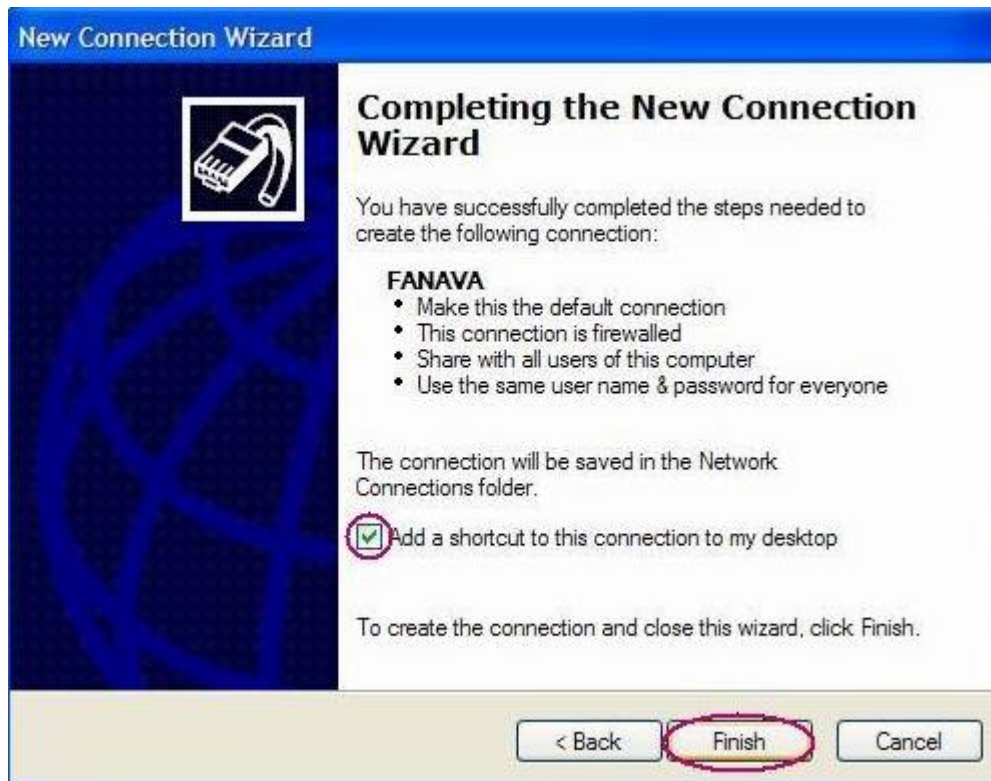 New Connection Wizard
Completing the New Connection
Wizard
You have successfully completed the steps needed to
create the following connection:
FANAVA
• Make this the default connection
• This connection is firewalled
• Share with all users of this computer
• Use the same user name & password for everyone
The connection will be saved in the Network
Connections folder.
Add a shortcut to this connection to my desktop
To create the connection and close this wizard, click Finish.
< Back Finish Cancel